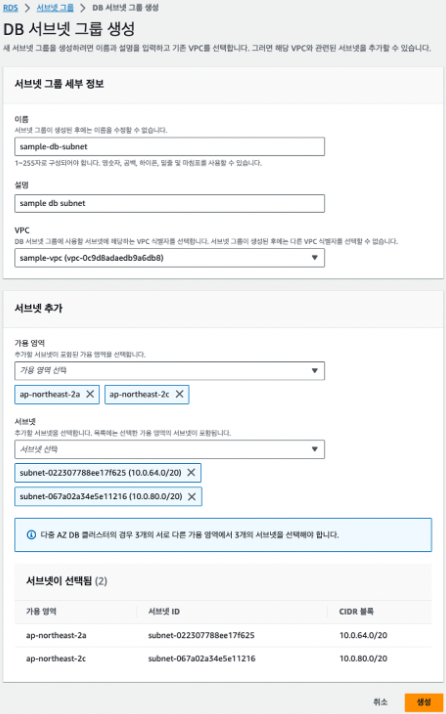 RDS > 서브넷 그룹 > DB 서브넷 그룹 생성
DB 서브넷 그룹 생성
새 서브넷 그룹을 생성하려면 이름과 설명을 입력하고 기존 VPC를 선택합니다. 그러면 해당 VPC와 관련된 서브넷을 추가할 수 있습니다.
서브넷 그룹 세부 정보
이름
서브넷 그룹이 생성된 후에는 이름을 수정할 수 없습니다.
sample-db-subnet
1~255자로 구성되어야 합니다. 영숫자, 공백, 하이픈, 밑줄 및 마침표를 사용할 수 있습니다.
설명
sample db subnet
VPC
DB 서브넷 그룹에 사용할 서브넷에 해당하는 VPC 식별자를 선택합니다. 서브넷 그룹이 생성된 후에는 다른 VPC 식별자를 선택할 수 없습니다.
sample-vpc (vpc-0c9d8adaedb9a6db8)
서브넷 추가
가용 영역
추가할 서브넷이 포함된 가용 영역을 선택합니다.
가용 영역 선택
ap-northeast-2a X ap-northeast-2c X
서브넷
추가할 서브넷을 선택합니다. 목록에는 선택한 가용 영역의 서브넷이 포함됩니다.
서브넷 선택
subnet-022307788ee17f625 (10.0.64.0/20) X
subnet-067a02a34e5e11216 (10.0.80.0/20) X
다중 AZ DB 클러스터의 경우 3개의 서로 다른 가용 영역에서 3개의 서브넷을 선택해야 합니다.
서브넷이 선택됨 (2)
가용 영역 서브넷 ID CIDR 블록
ap-northeast-2a subnet-022307788ee17f625 10.0.64.0/20
ap-northeast-2c subnet-067a02a34e5e11216 10.0.80.0/20
취소 생성